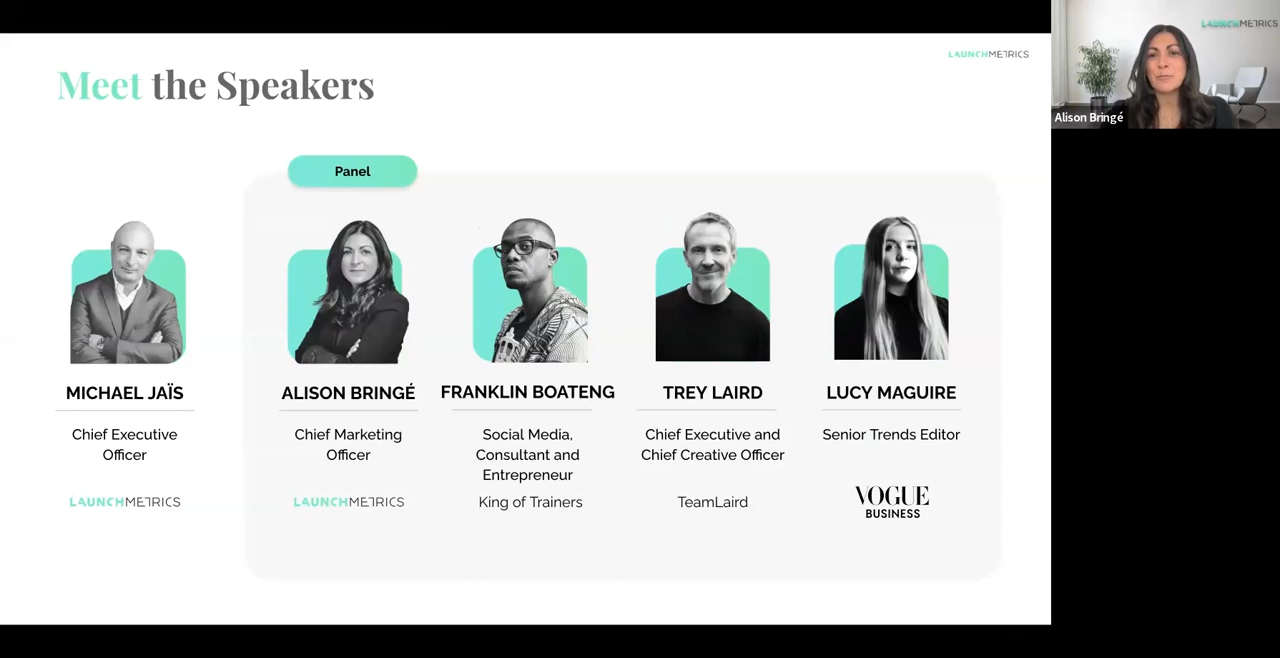 LAUNCHMETRICS
LAUNCHMETRICS
Meet the Speakers
Alison Bringé
Panel
MICHAEL JAÏS
Chief Executive
Officer
LAUNCHMETRICS
ALISON BRINGÉ
Chief Marketing
Officer
LAUNCHMETRICS
FRANKLIN BOATENG
Social Media,
Consultant and
Entrepreneur
King of Trainers
TREY LAIRD
Chief Executive and
Chief Creative Officer
TeamLaird
LUCY MAGUIRE
Senior Trends Editor
VOGUE
BUSINESS